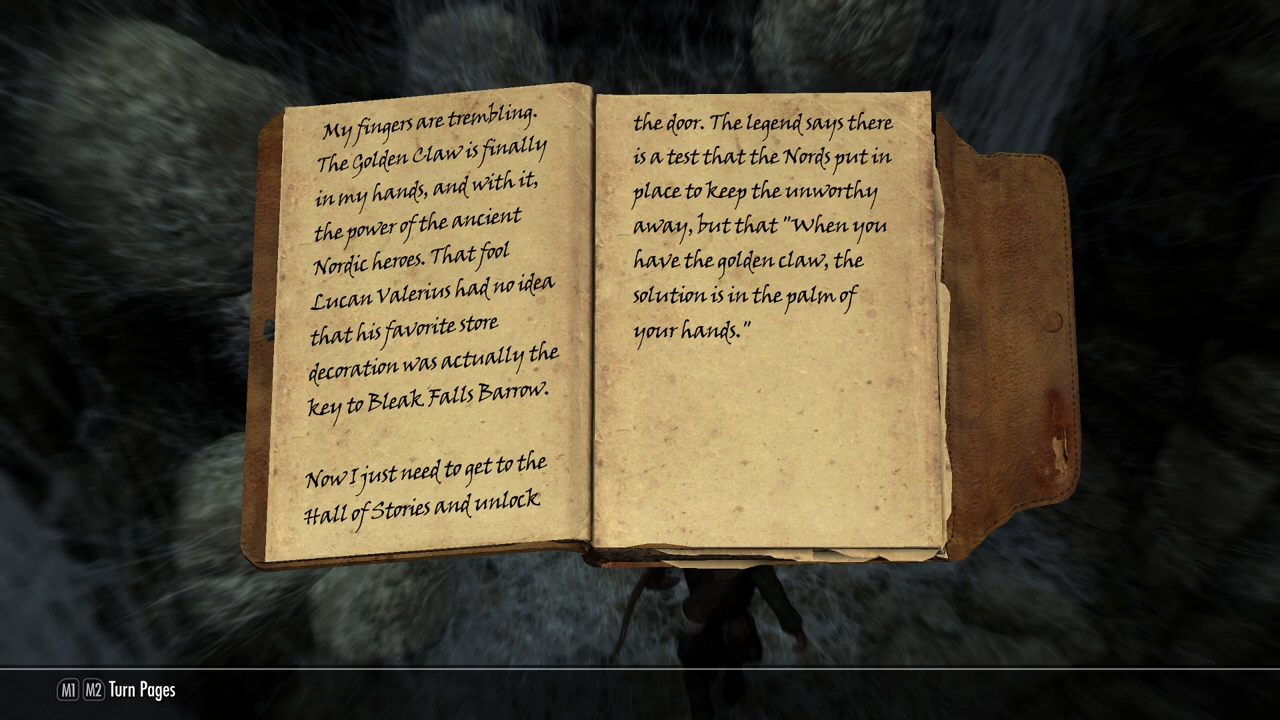 My fingers are trembling.
The Golden Claw is finally
in my hands, and with it,
the power of the ancient
Nordic heroes. That fool
Lucan Valerius had no idea
that his favorite store
decoration was actually the
key to Bleak Falls Barrow.
Now I just need to get to the
Hall of Stories and unlock
the door. The legend says there
is a test that the Nords put in
place to keep the unworthy
away, but that "When you
have the golden claw, the
solution is in the palm of
your hands."
M1 M2 Turn Pages